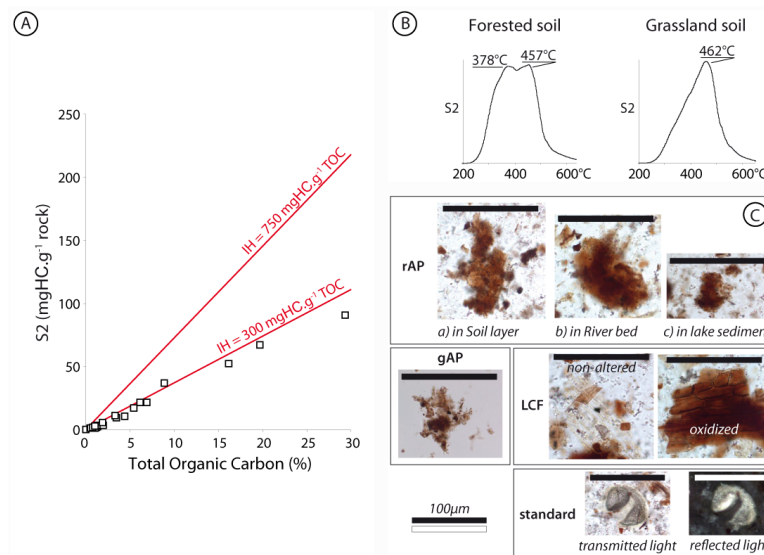 A
250
200
150
100
50
0
0
5
10
15
20
25
30
S2 (mgHC.g⁻¹ rock)
Total Organic Carbon (%)
IH = 750 mgHC.g⁻¹ TOC
IH = 300 mgHC.g⁻¹ TOC
B
Forested soil
Grassland soil
378°C
457°C
462°C
S2
S2
200
400
600°C
200
400
600°C
C
rAP
a) in Soil layer
b) in River bed
c) in lake sediment
gAP
LCF
non-altered
oxidized
100µm
standard
transmitted light
reflected light